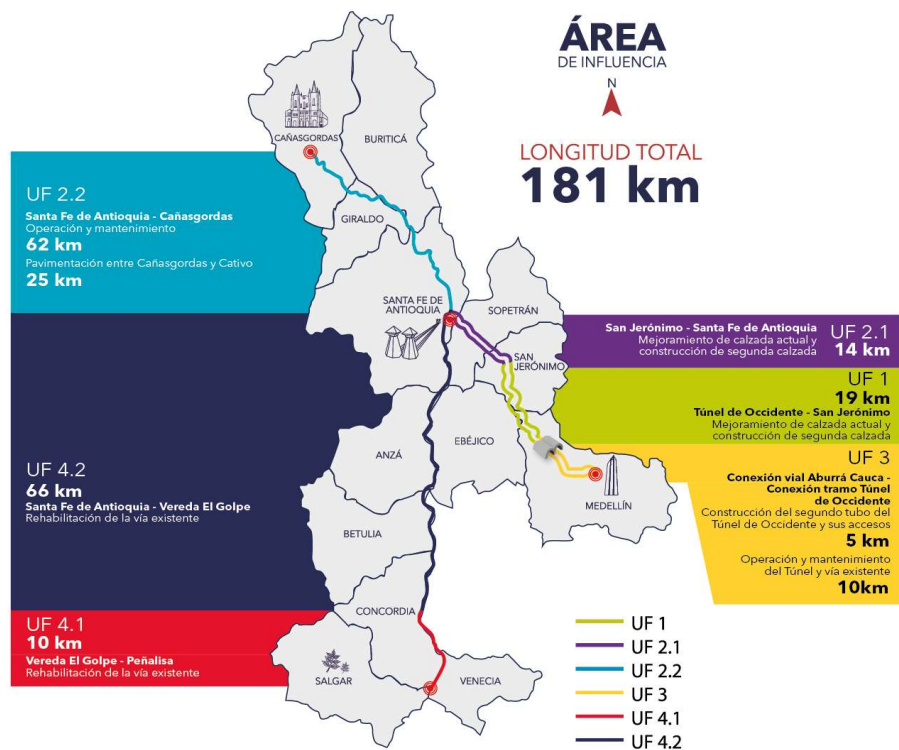 ÁREA
DE INFLUENCIA
N
LONGITUD TOTAL
181 km
CAÑASGORDAS
BURITICÁ
GIRALDO
SANTA FE DE
ANTIOQUIA
SOPETRÁN
SAN
JERÓNIMO
ANZÁ
EBÉJICO
MEDELLÍN
BETULIA
CONCORDIA
SALGAR
VENECIA
UF 2.2
Santa Fe de Antioquia - Cañasgordas
Operación y mantenimiento
62 km
Pavimentación entre Cañasgordas y Cativo
25 km
UF 4.2
66 km
Santa Fe de Antioquia - Vereda El Golpe
Rehabilitación de la vía existente
UF 4.1
10 km
Vereda El Golpe - Peñalisa
Rehabilitación de la vía existente
San Jerónimo - Santa Fe de Antioquia
Mejoramiento de calzada actual y
construcción de segunda calzada
UF 2.1
14 km
UF 1
19 km
Túnel de Occidente - San Jerónimo
Mejoramiento de calzada actual y
construcción de segunda calzada
UF 3
Conexión vial Aburrá Cauca -
Conexión tramo Túnel
de Occidente
Construcción del segundo tubo del
Túnel de Occidente y sus accesos
5 km
Operación y mantenimiento
del Túnel y vía existente
10km
UF 1
UF 2.1
UF 2.2
UF 3
UF 4.1
UF 4.2